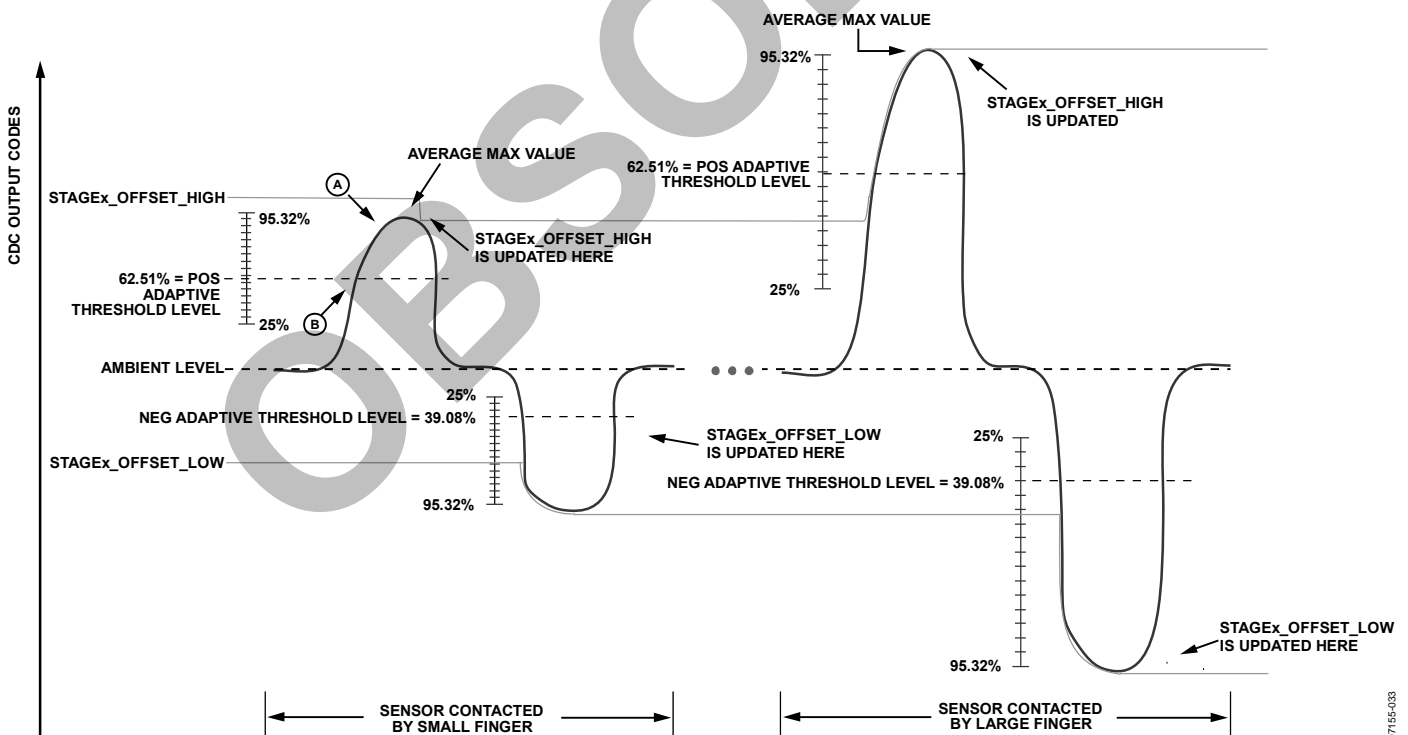 AVERAGE MAX VALUE
95.32%
STAGEx_OFFSET_HIGH
IS UPDATED
62.51% = POS ADAPTIVE
THRESHOLD LEVEL
25%
CDC OUTPUT CODES
AVERAGE MAX VALUE
A
STAGEx_OFFSET_HIGH
95.32%
STAGEx_OFFSET_HIGH
IS UPDATED HERE
62.51% = POS
ADAPTIVE
THRESHOLD LEVEL
25%
B
AMBIENT LEVEL
25%
NEG ADAPTIVE THRESHOLD LEVEL = 39.08%
STAGEx_OFFSET_LOW
IS UPDATED HERE
STAGEx_OFFSET_LOW
95.32%
25%
NEG ADAPTIVE THRESHOLD LEVEL = 39.08%
95.32%
STAGEx_OFFSET_LOW
IS UPDATED HERE
SENSOR CONTACTED
BY SMALL FINGER
SENSOR CONTACTED
BY LARGE FINGER
7155-033
OBSO